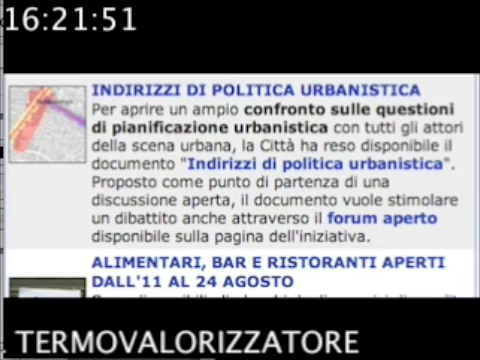 16:21:51
INDIRIZZI DI POLITICA URBANISTICA
Per aprire un ampio confronto sulle questioni
di pianificazione urbanistica con tutti gli attori
della scena urbana, la Città ha reso disponibile il
documento "Indirizzi di politica urbanistica".
Proposto come punto di partenza di una
discussione aperta, il documento vuole stimolare
un dibattito anche attraverso il forum aperto
disponibile sulla pagina dell'iniziativa.
ALIMENTARI, BAR E RISTORANTI APERTI
DALL'11 AL 24 AGOSTO
TERMOVALORIZZATORE